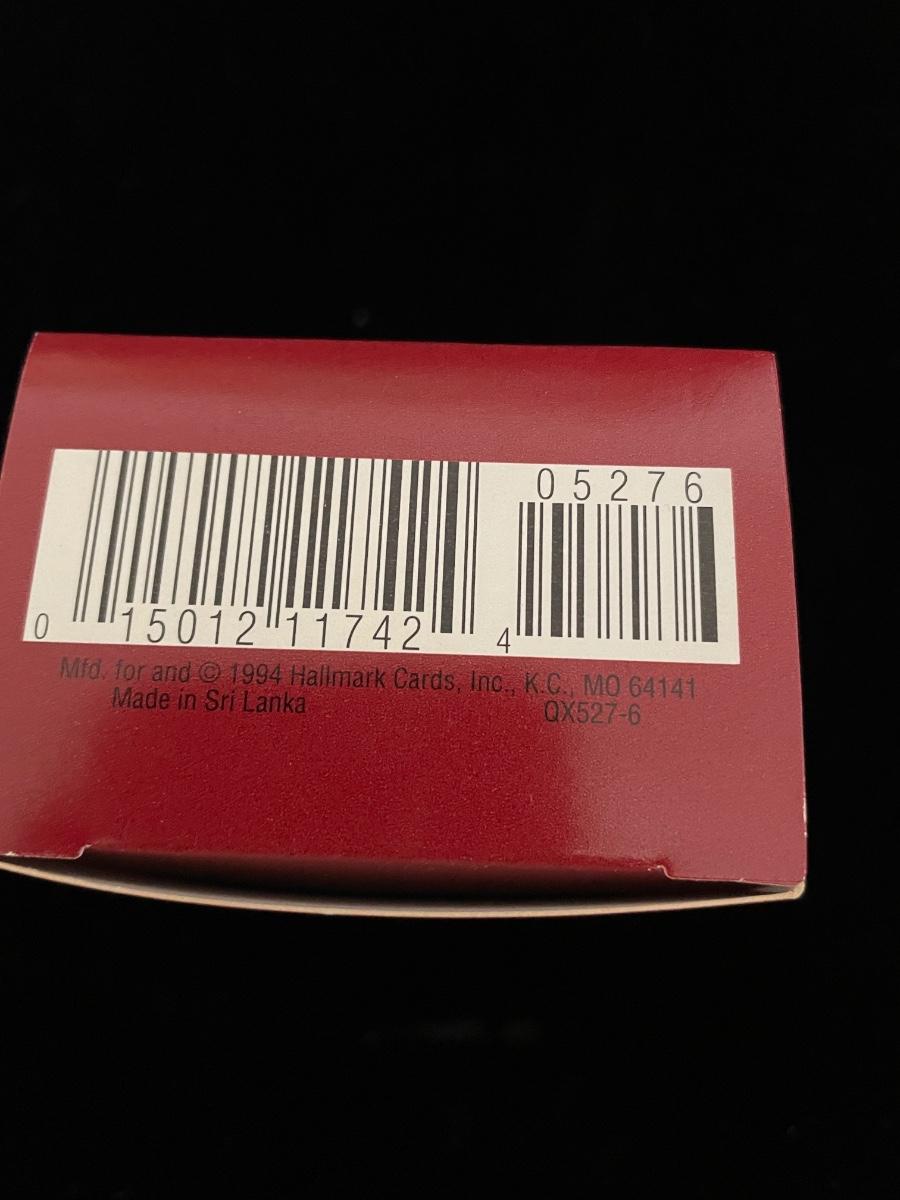 05276
0 15012 11742 4
Mfd. for and © 1994 Hallmark Cards, Inc., K.C., MO 64141
Made in Sri Lanka QX527-6